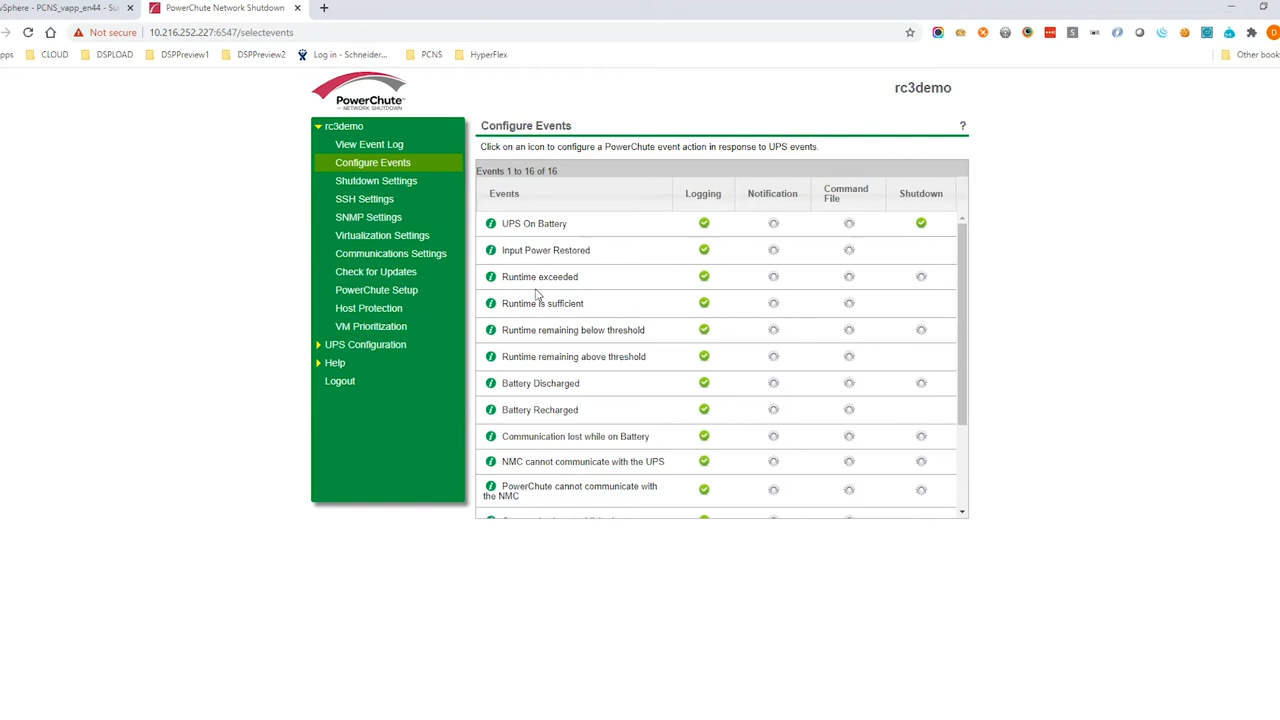 vSphere - PCNS_vapp_en44 - Su
PowerChute Network Shutdown
Not secure
10.216.252.227:6547/selectevents
pps
CLOUD
DSPLOAD
DSPPreview1
DSPPreview2
Log in - Schneider...
PCNS
HyperFlex
Other book
PowerChute
NETWORK SHUTDOWN
rc3demo
rc3demo
View Event Log
Configure Events
Shutdown Settings
SSH Settings
SNMP Settings
Virtualization Settings
Communications Settings
Check for Updates
PowerChute Setup
Host Protection
VM Prioritization
UPS Configuration
Help
Logout
Configure Events
?
Click on an icon to configure a PowerChute event action in response to UPS events.
Events 1 to 16 of 16
Events
Logging
Notification
Command
File
Shutdown
UPS On Battery
Input Power Restored
Runtime exceeded
Runtime is sufficient
Runtime remaining below threshold
Runtime remaining above threshold
Battery Discharged
Battery Recharged
Communication lost while on Battery
NMC cannot communicate with the UPS
PowerChute cannot communicate with
the NMC